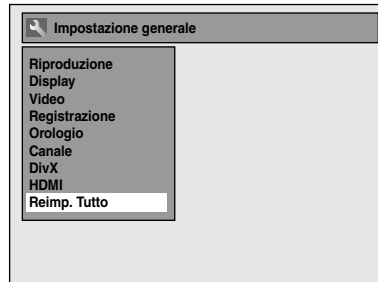 Impostazione generale
Riproduzione
Display
Video
Registrazione
Orologio
Canale
DivX
HDMI
Reimp. Tutto